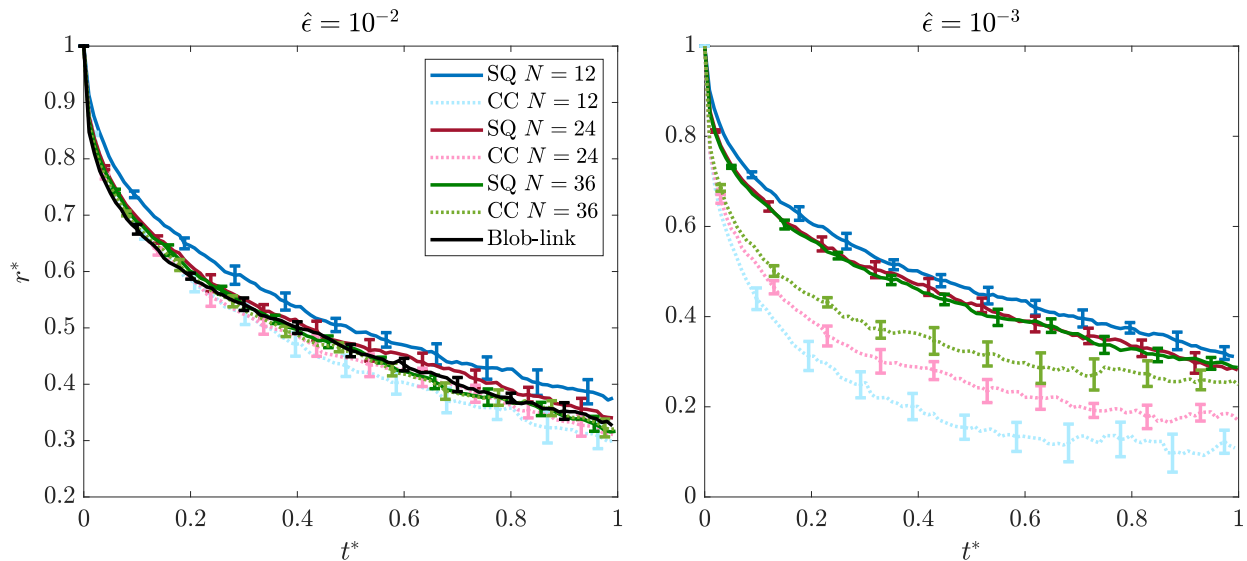 ϵ̂ = 10⁻²
1
0.9
0.8
0.7
0.6
0.5
0.4
0.3
0.2
r*
0
0.2
0.4
0.6
0.8
1
t*
SQ N = 12
CC N = 12
SQ N = 24
CC N = 24
SQ N = 36
CC N = 36
Blob-link
ϵ̂ = 10⁻³
1
0.8
0.6
0.4
0.2
0
0
0.2
0.4
0.6
0.8
1
t*